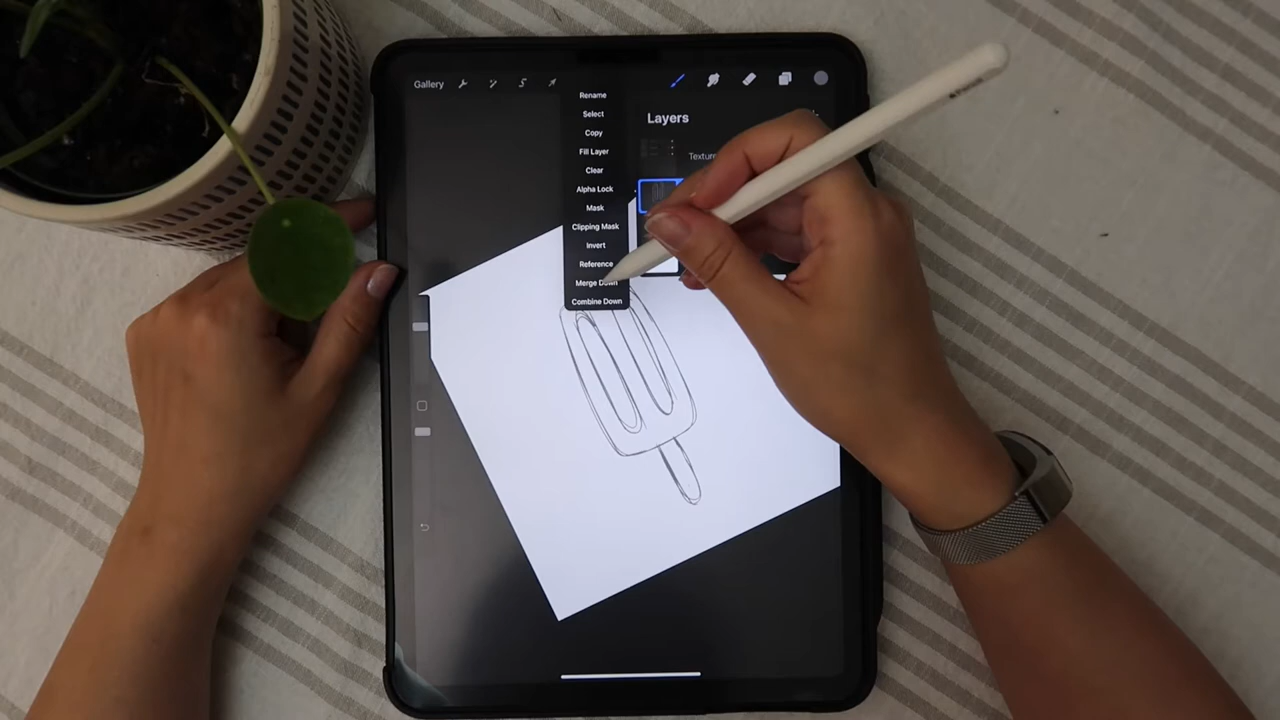 Gallery
Rename
Select
Copy
Fill Layer
Clear
Alpha Lock
Mask
Clipping Mask
Invert
Reference
Merge Down
Combine Down
Layers
Texture